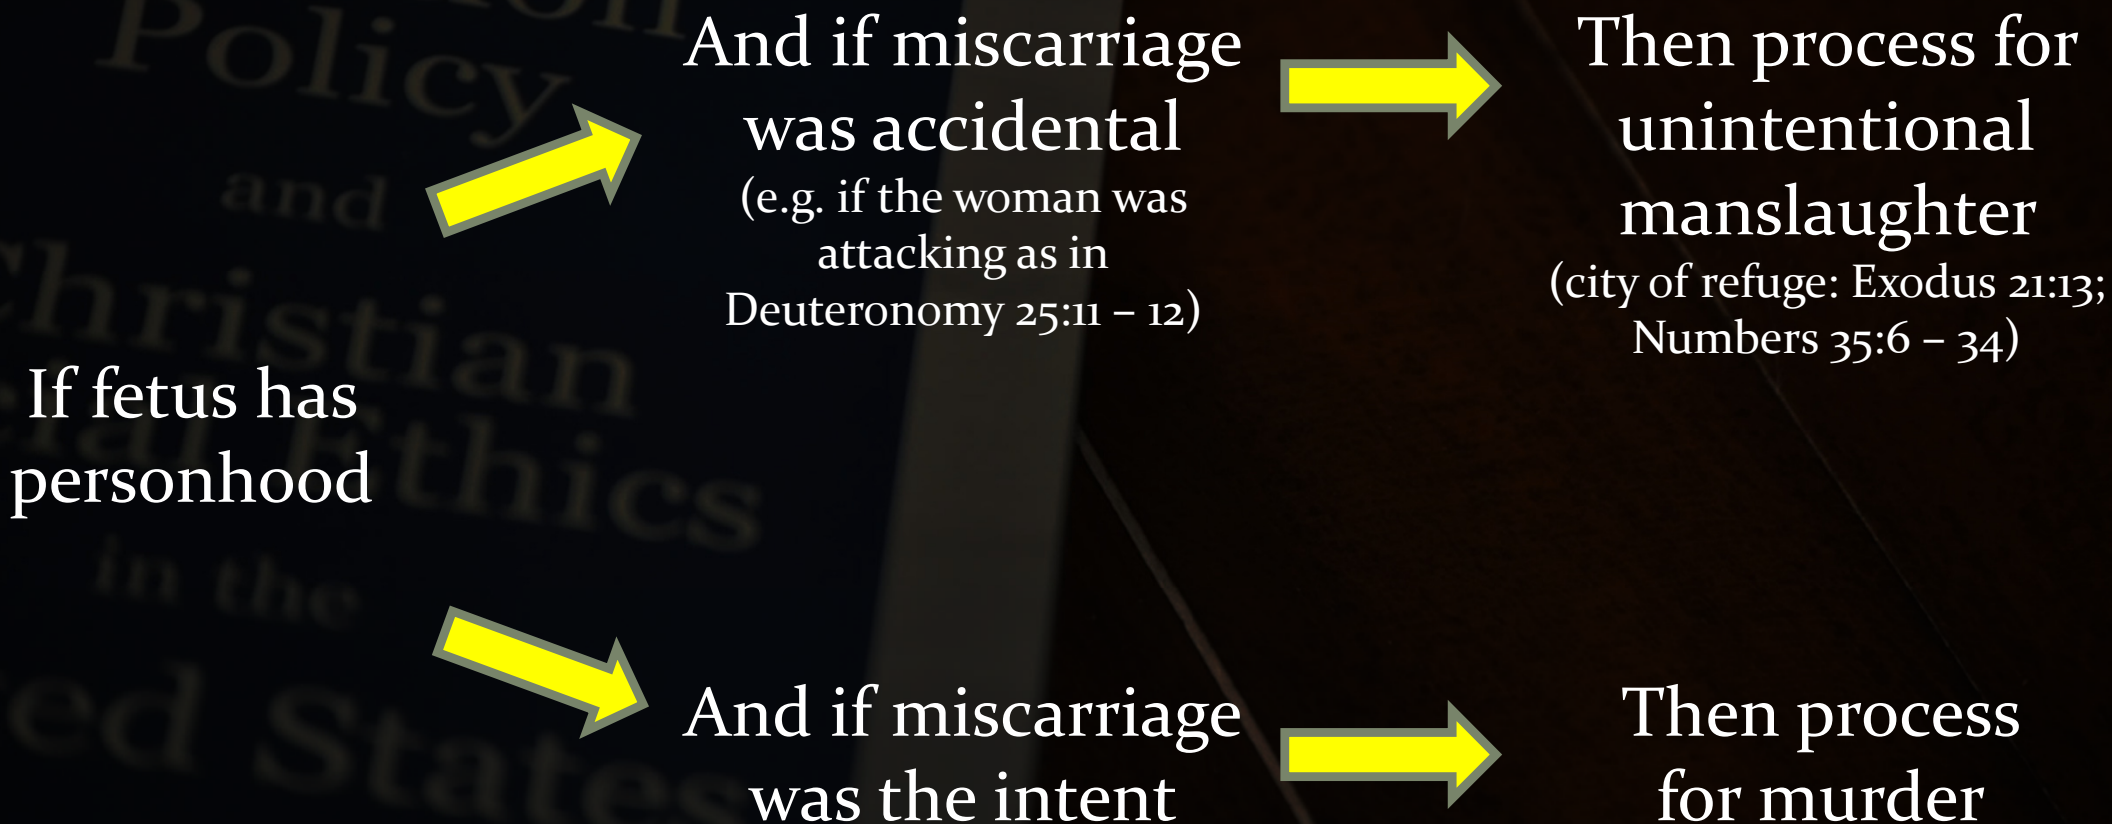 If fetus has
personhood
And if miscarriage
was accidental
(e.g. if the woman was
attacking as in
Deuteronomy 25:11 – 12)
Then process for
unintentional
manslaughter
(city of refuge: Exodus 21:13;
Numbers 35:6 – 34)
And if miscarriage
was the intent
Then process
for murder
Policy
and
Christian
Ethics
in the
States